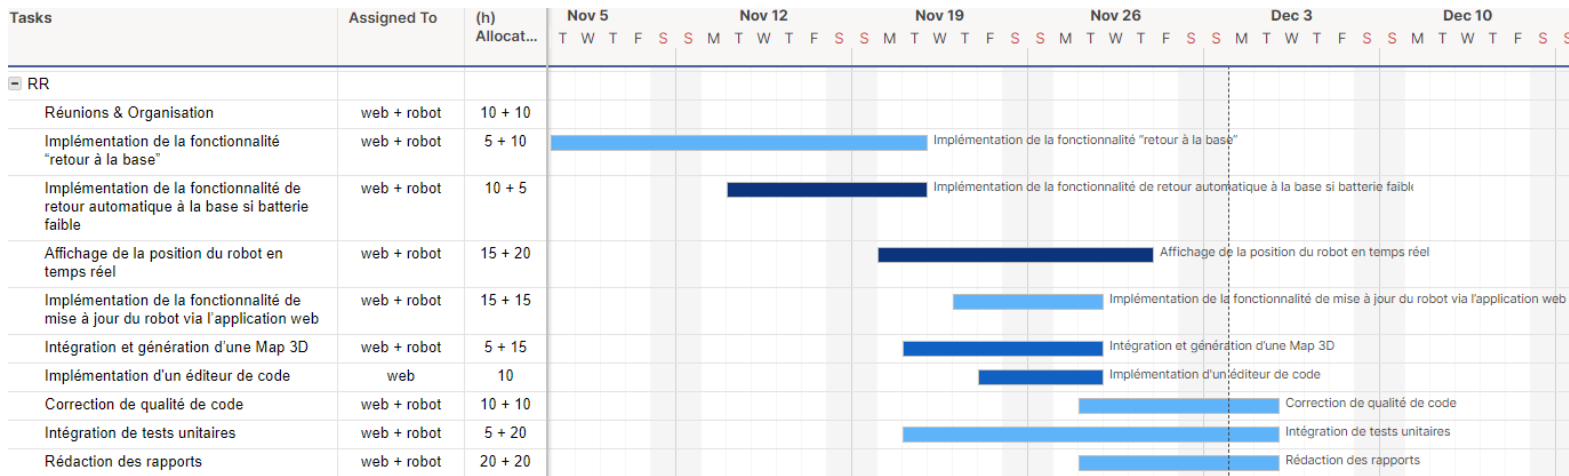 Tasks Assigned To (h) Nov 5 Nov 12 Nov 19 Nov 26 Dec 3 Dec 10
Allocat... T W T F S S M T W T F S S M T W T F S S M T W T F S S M T W T F S S M T W T F S S
RR
Réunions & Organisation web + robot 10 + 10
Implémentation de la fonctionnalité web + robot 5 + 10 Implémentation de la fonctionnalité "retour à la base"
“retour à la base”
Implémentation de la fonctionnalité de web + robot 10 + 5 Implémentation de la fonctionnalité de retour automatique à la base si batterie faible
retour automatique à la base si batterie
faible
Affichage de la position du robot en web + robot 15 + 20 Affichage de la position du robot en temps réel
temps réel
Implémentation de la fonctionnalité de web + robot 15 + 15 Implémentation de la fonctionnalité de mise à jour du robot via l'application web
mise à jour du robot via l'application web
Intégration et génération d'une Map 3D web + robot 5 + 15 Intégration et génération d'une Map 3D
Implémentation d'un éditeur de code web 10 Implémentation d'un éditeur de code
Correction de qualité de code web + robot 10 + 10 Correction de qualité de code
Intégration de tests unitaires web + robot 5 + 20 Intégration de tests unitaires
Rédaction des rapports web + robot 20 + 20 Rédaction des rapports